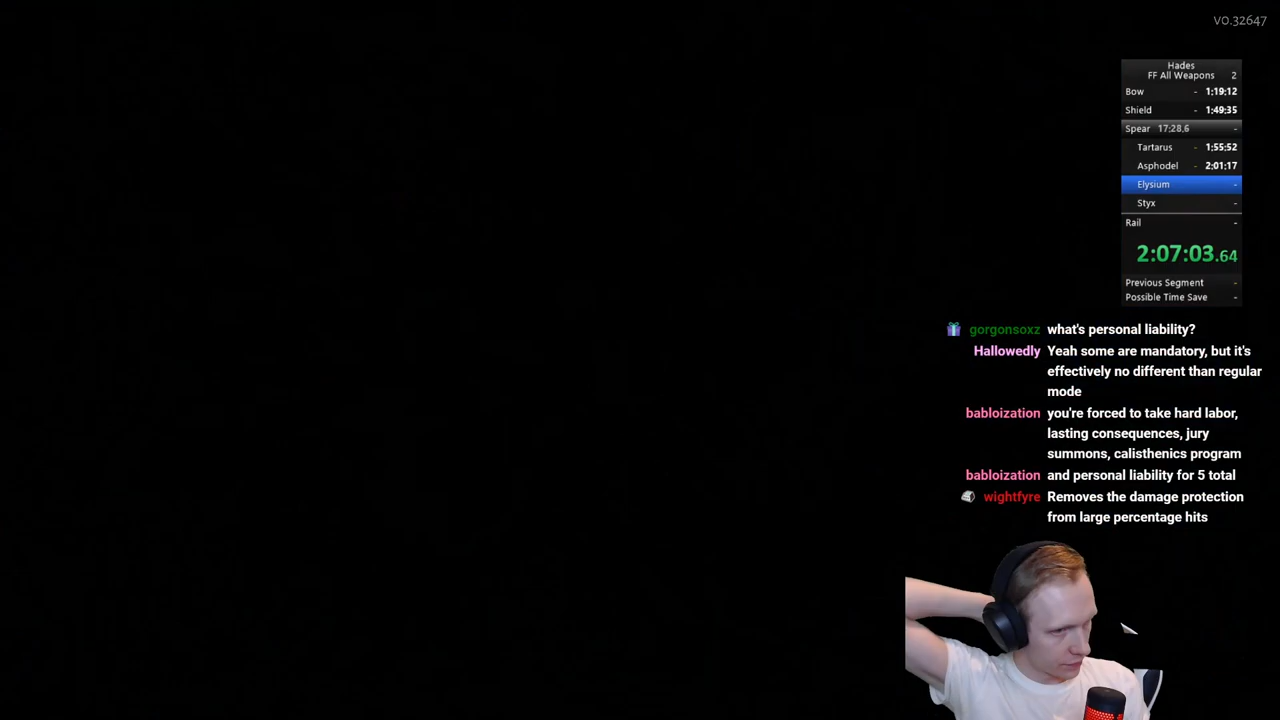 V0.32647
Hades
FF All Weapons 2
Bow - 1:19:12
Shield - 1:49:35
Spear 17:28.6 -
Tartarus - 1:55:52
Asphodel - 2:01:17
Elysium -
Styx -
Rail -
2:07:03.64
Previous Segment -
Possible Time Save -
gorgonsoxz what's personal liability?
Hallowedly Yeah some are mandatory, but it's
effectively no different than regular
mode
babloization you're forced to take hard labor,
lasting consequences, jury
summons, calisthenics program
babloization and personal liability for 5 total
wightfyre Removes the damage protection
from large percentage hits